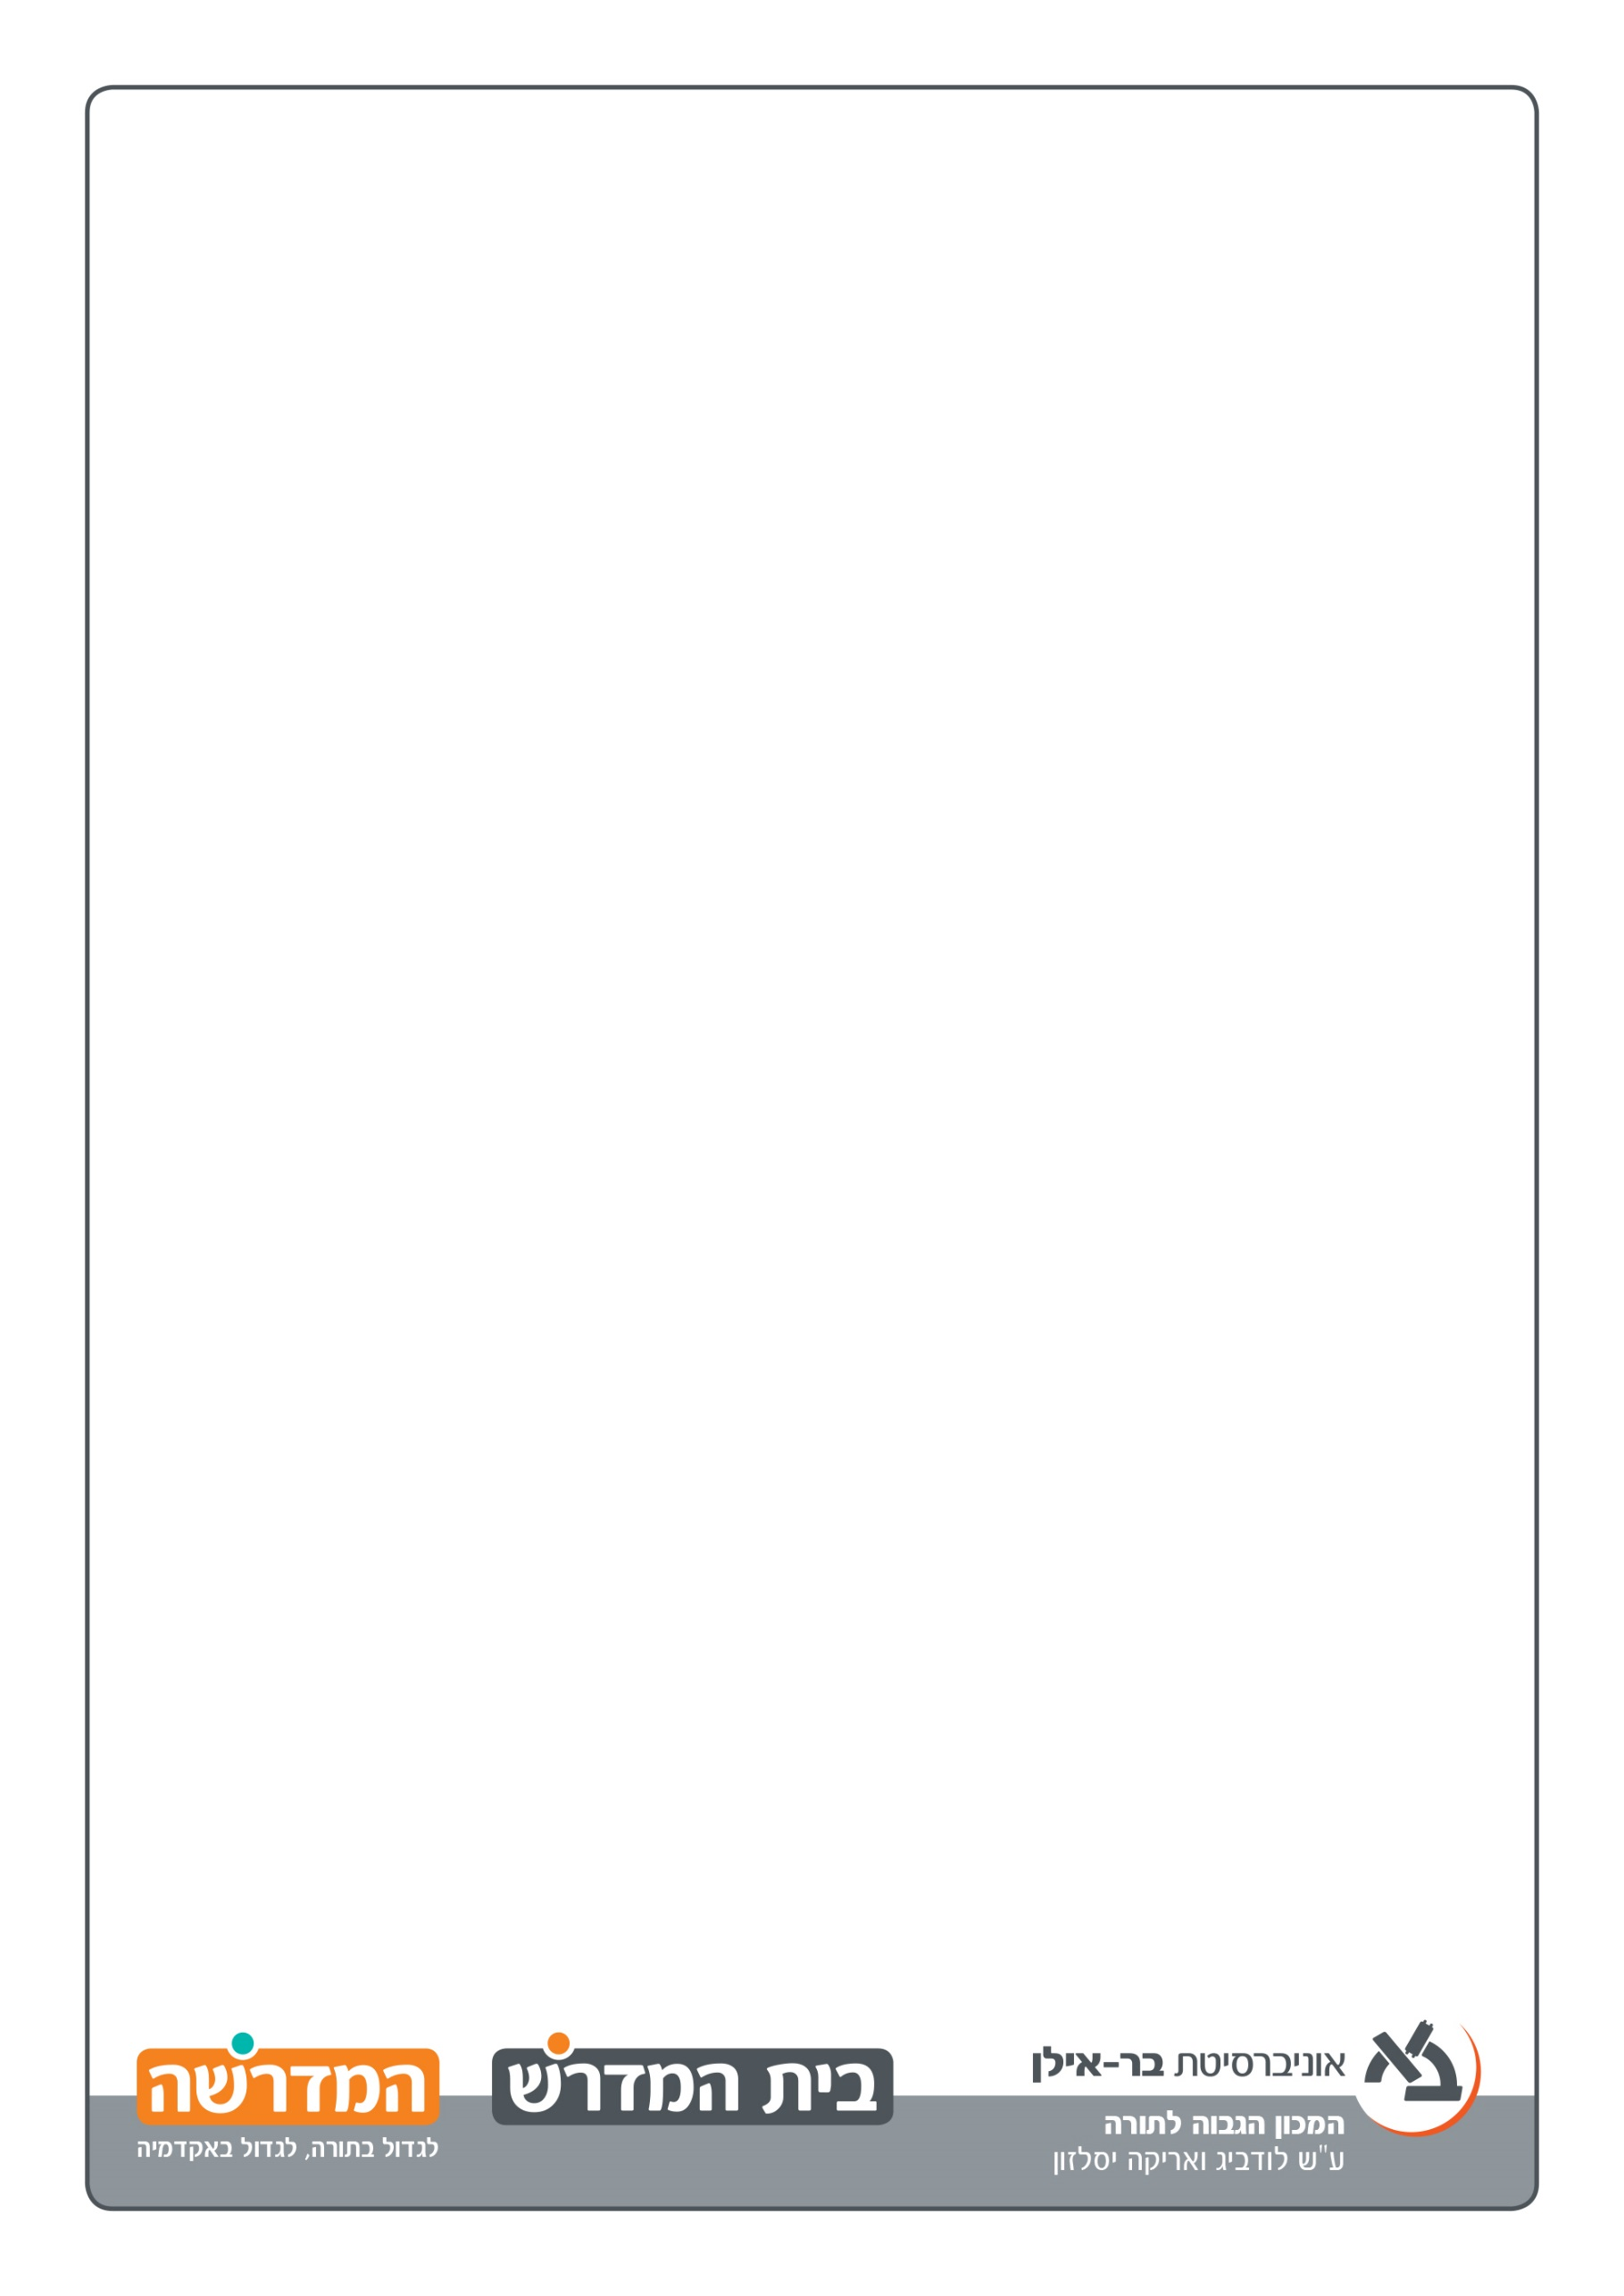 אוניברסיטת בר-אילן
המכון הגבוה לתורה
ע"ש לודביג ואריקה יסלזון
בית המדרש
המדרשה
לגדול בתורה, לגדול באקדמיה